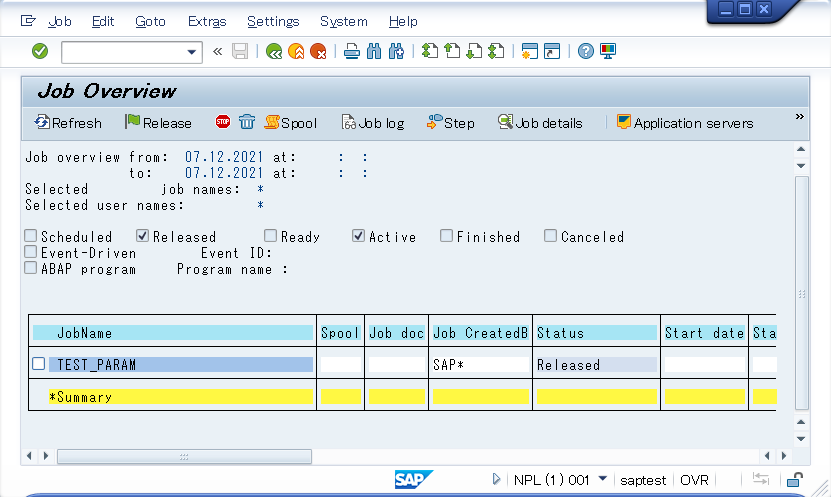 Job Edit Goto Extras Settings System Help
«
Job Overview
Refresh Release STOP Spool Job log Step Job details Application servers »
Job overview from: 07.12.2021 at: : :
to: 07.12.2021 at: : :
Selected job names: *
Selected user names: *
Scheduled Released Ready Active Finished Canceled
Event-Driven Event ID:
ABAP program Program name :
JobName Spool Job doc Job CreatedB Status Start date Sta
TEST_PARAM SAP* Released
*Summary
SAP NPL (1) 001 saptest OVR